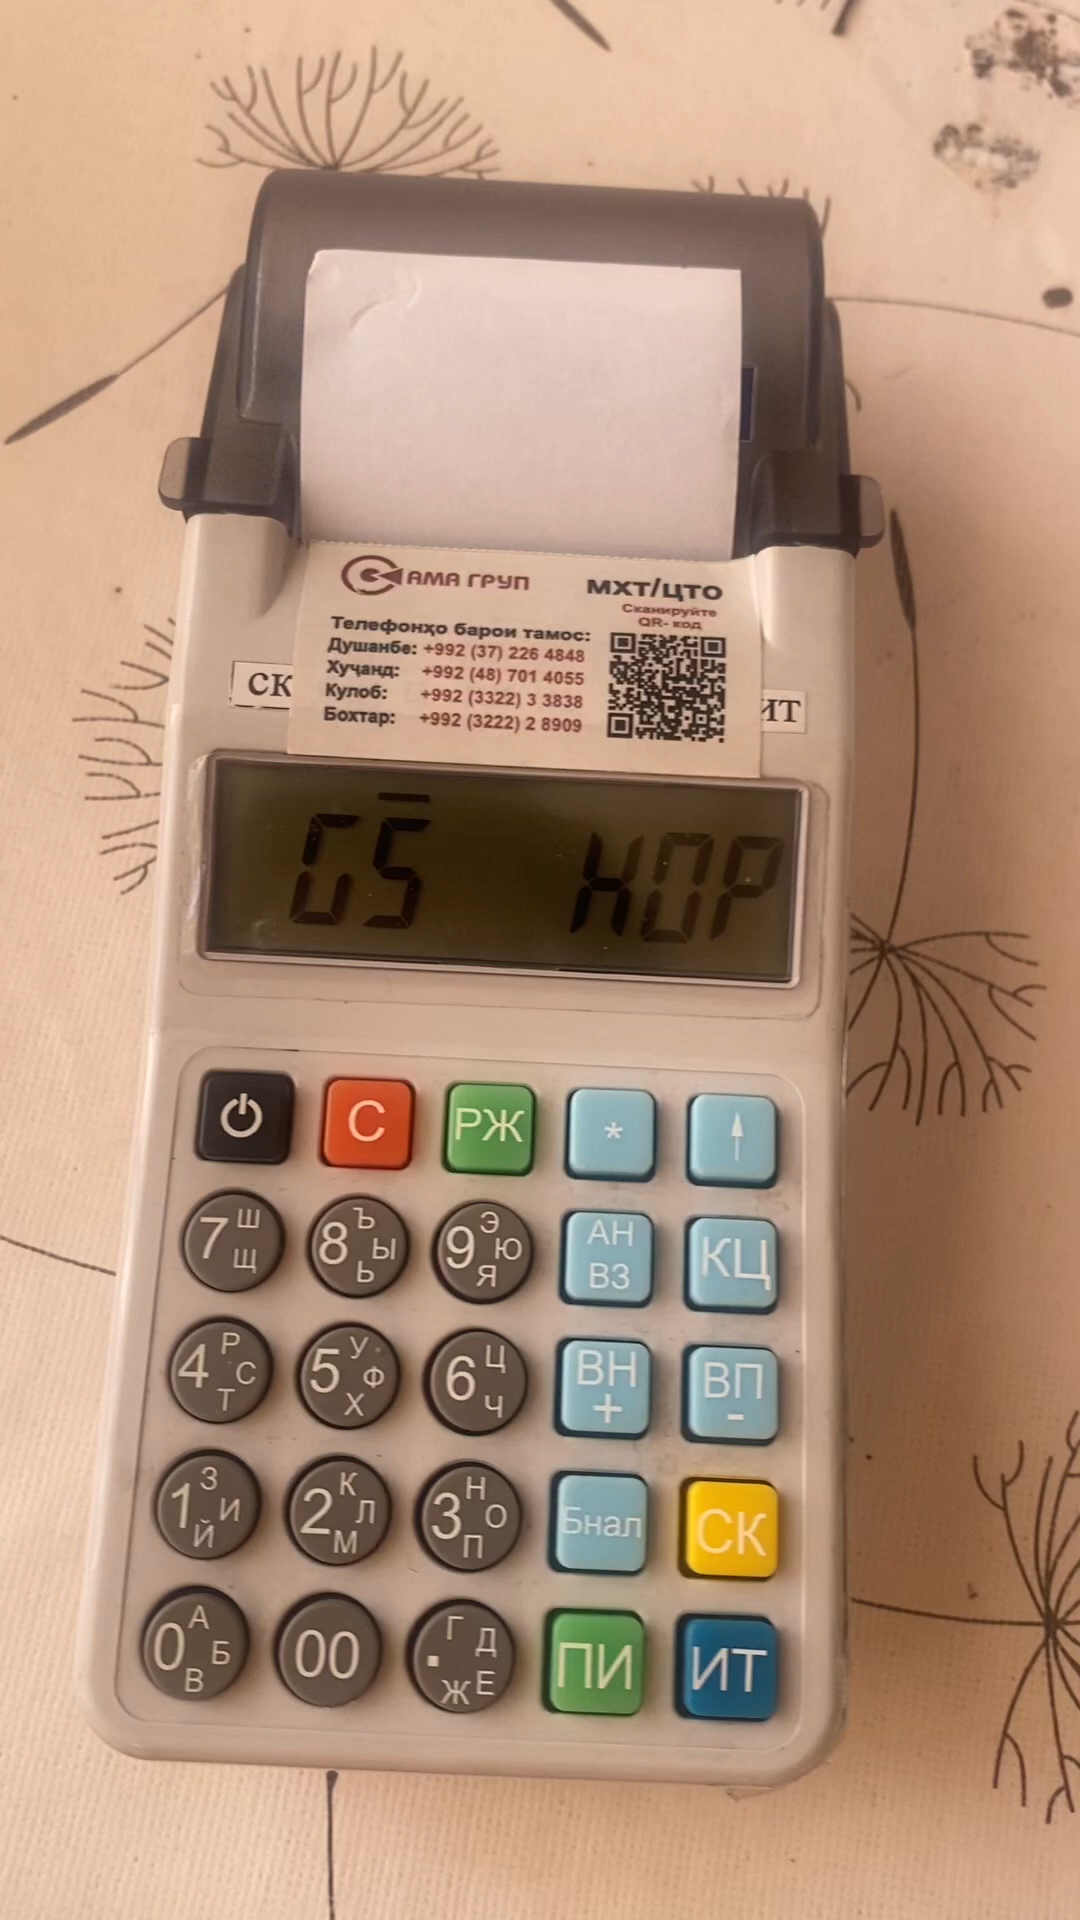 САМА ГРУП
МХТ/ЦТО
Сканируйте
QR- код
Телефонҳо барои тамос:
Душанбе: +992 (37) 226 4848
Хуҷанд: +992 (48) 701 4055
Кулоб: +992 (3322) 3 3838
Бохтар: +992 (3222) 2 8909
СК
ИТ
НОР
С РЖ * ↑
7 Ш Щ 8 Ъ Ы Ь 9 Э Ю Я АН ВЗ КЦ
4 Р С Т 5 У Ф Х 6 Ц Ч ВН + ВП -
1 З И Й 2 К Л М 3 Н О П Бнал СК
0 А Б В 00 . Г Д Е Ж ПИ ИТ